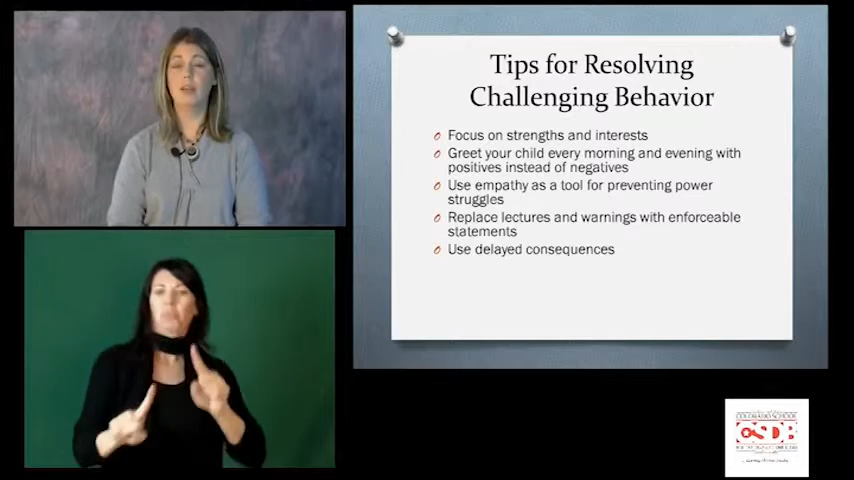 Tips for Resolving
Challenging Behavior
Focus on strengths and interests
Greet your child every morning and evening with
positives instead of negatives
Use empathy as a tool for preventing power
struggles
Replace lectures and warnings with enforceable
statements
Use delayed consequences
COLORADO SCHOOL
CSDB